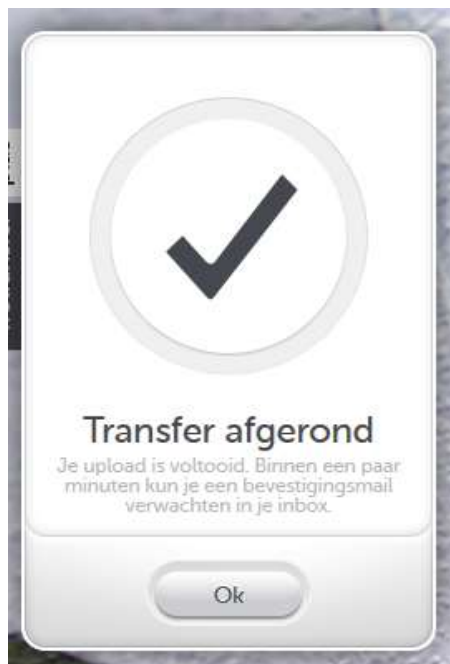 Transfer afgerond
Je upload is voltooid. Binnen een paar
minuten kun je een bevestigingsmail
verwachten in je inbox.
Ok